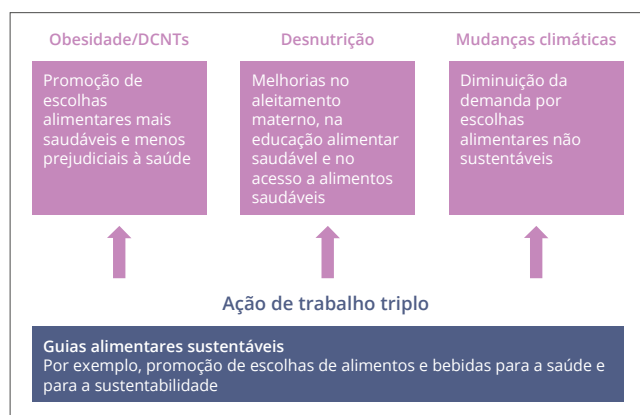 Obesidade/DCNTs
Promoção de
escolhas
alimentares mais
saudáveis e menos
prejudiciais à saúde
Desnutrição
Melhorias no
aleitamento
materno, na
educação alimentar
saudável e no
acesso a alimentos
saudáveis
Mudanças climáticas
Diminuição da
demanda por
escolhas
alimentares não
sustentáveis
Ação de trabalho triplo
Guias alimentares sustentáveis
Por exemplo, promoção de escolhas de alimentos e bebidas para a saúde e
para a sustentabilidade